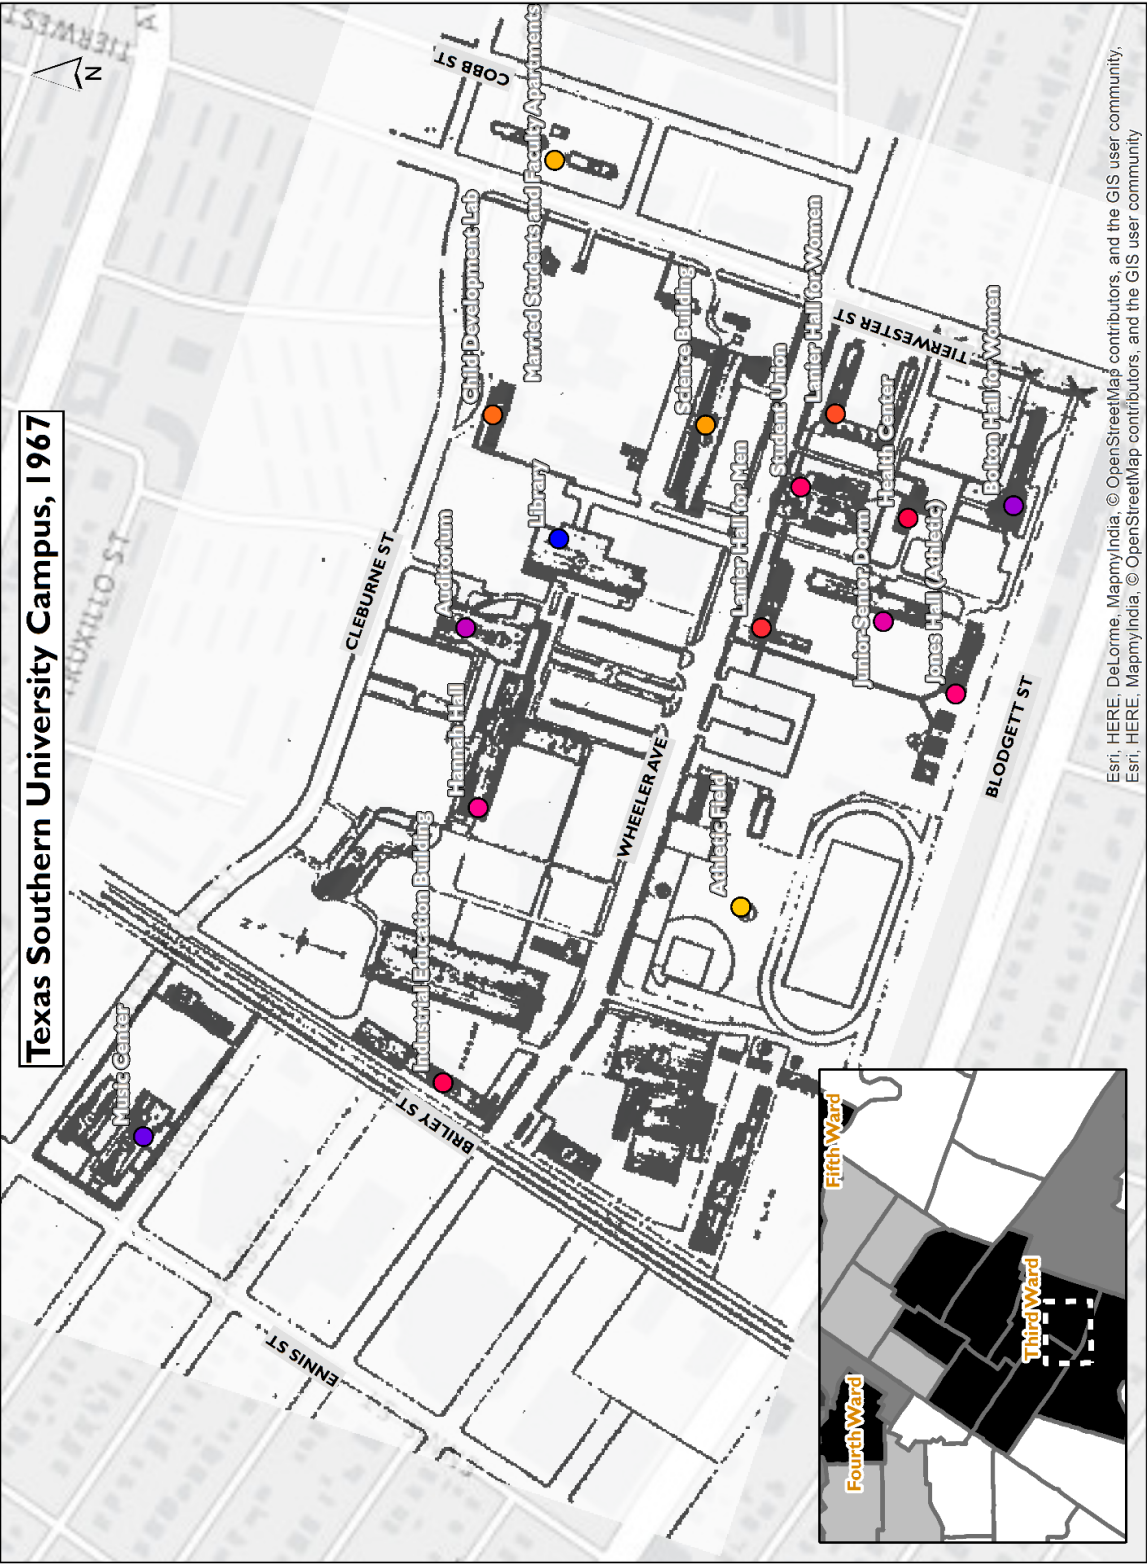 Texas Southern University Campus, 1967
N
TIERWEST
TRUXILLO ST
COBB ST
Married Students and Faculty Apartments
Child Development Lab
CLEBURNE ST
Auditorium
Library
Science Building
Lanier Hall for Women
TIERWESTER ST
Student Union
Health Center
Bolton Hall for Women
Lanier Hall for Men
Junior-Senior Dorm
Jones Hall (Athletic)
Hannah Hall
WHEELER AVE
BLODGETT ST
Athletic Field
Industrial Education Building
Music Center
BRILEY ST
ENNIS ST
Fourth Ward
Third Ward
Fifth Ward
Esri, HERE, DeLorme, MapmyIndia, © OpenStreetMap contributors, and the GIS user community,
Esri, HERE, MapmyIndia, © OpenStreetMap contributors, and the GIS user community